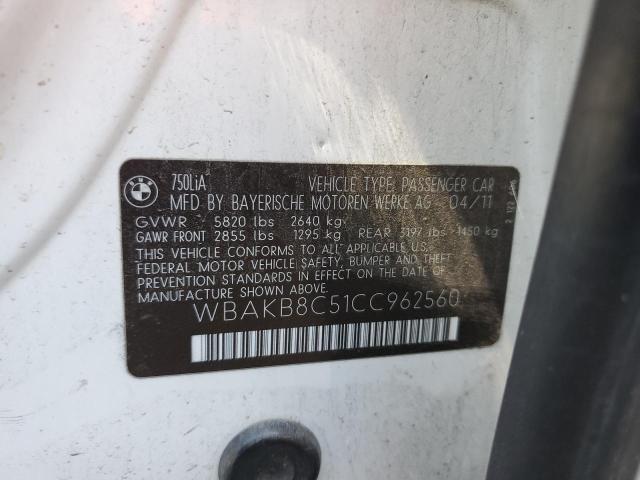 BMW
750LiA VEHICLE TYPE: PASSENGER CAR
MFD BY BAYERISCHE MOTOREN WERKE AG 04/11
GVWR 5820 lbs 2640 kg
GAWR FRONT 2855 lbs 1295 kg REAR 3197 lbs 1450 kg
THIS VEHICLE CONFORMS TO ALL APPLICABLE U.S.
FEDERAL MOTOR VEHICLE SAFETY, BUMPER AND THEFT
PREVENTION STANDARDS IN EFFECT ON THE DATE OF
MANUFACTURE SHOWN ABOVE.
WBAKB8C51CC962560